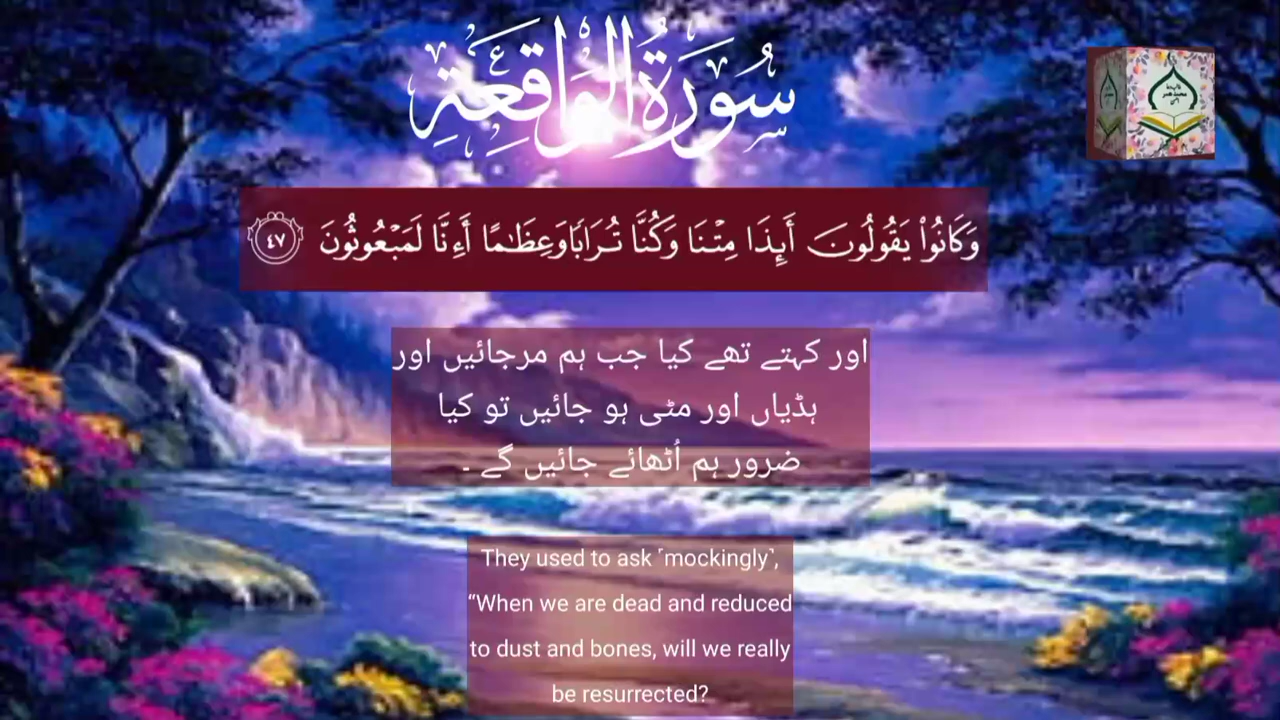 سُورَةُ الْوَاقِعَةِ
وَكَانُوا۟ يَقُولُونَ أَئِذَا مِتْنَا وَكُنَّا تُرَابًا وَعِظَـٰمًا أَءِنَّا لَمَبْعُوثُونَ ٤٧
اور کہتے تھے کیا جب ہم مرجائیں اور
ہڈیاں اور مٹی ہو جائیں تو کیا
ضرور ہم اُٹھائے جائیں گے ۔
They used to ask ˹mockingly˺,
“When we are dead and reduced
to dust and bones, will we really
be resurrected?